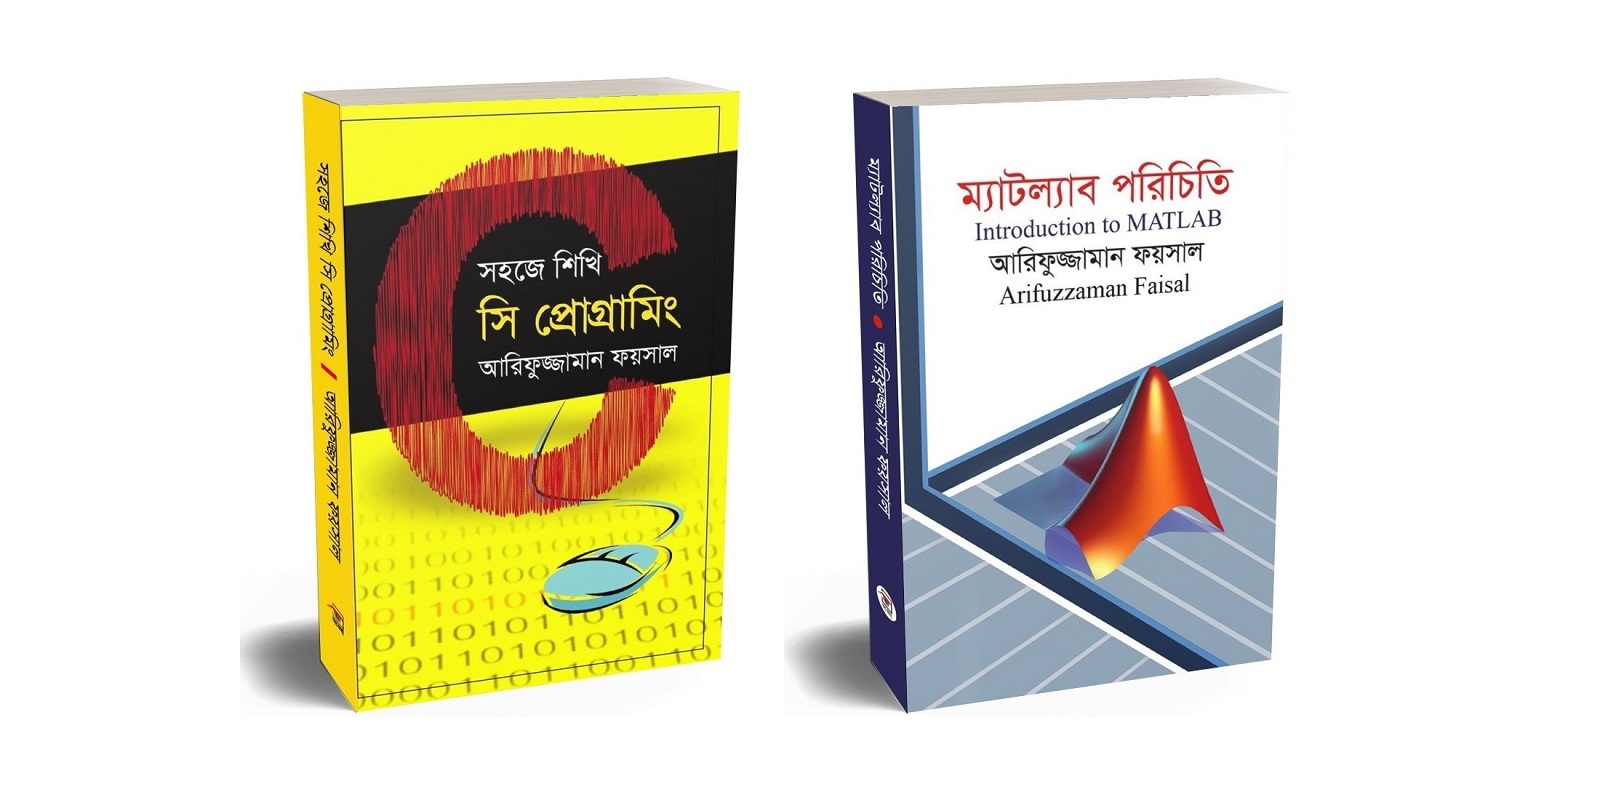 সহজে শিখি সি প্রোগ্রামিং / আরিফুজ্জামান ফয়সাল
সহজে শিখি
সি প্রোগ্রামিং
আরিফুজ্জামান ফয়সাল
ম্যাটল্যাব পরিচিতি ● আরিফুজ্জামান ফয়সাল
ম্যাটল্যাব পরিচিতি
Introduction to MATLAB
আরিফুজ্জামান ফয়সাল
Arifuzzaman Faisal